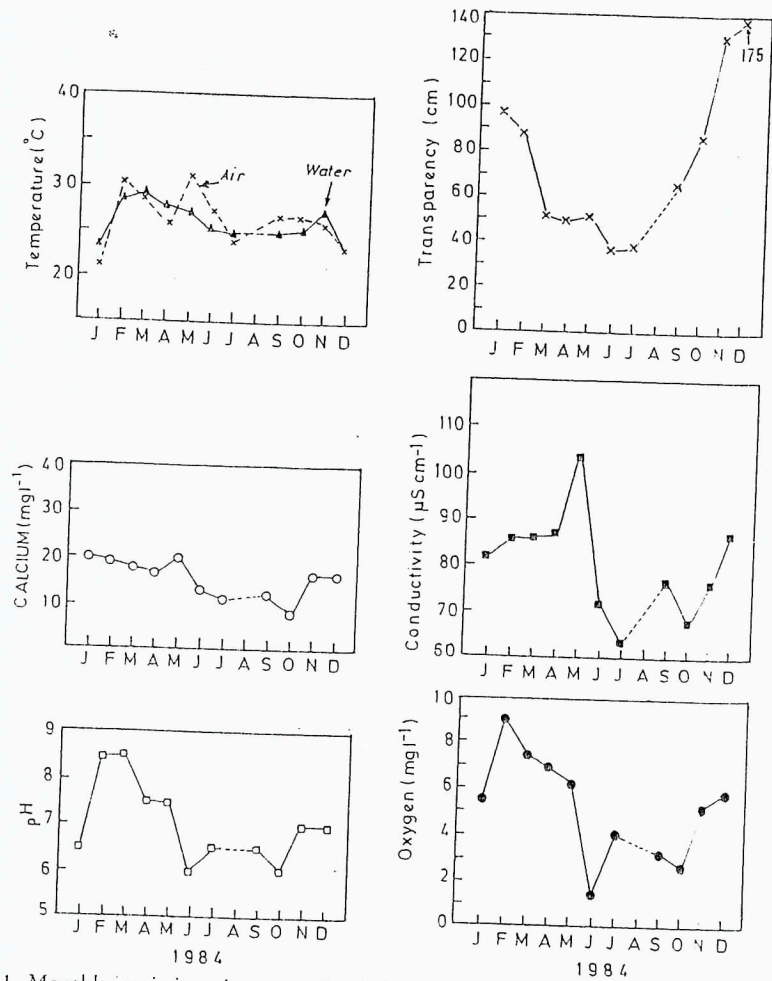 Temperature (°C)
40
30
20
Air
Water
J F M A M J J A S O N D
Transparency (cm)
140
120
100
80
60
40
20
0
175
J F M A M J J A S O N D
CALCIUM (mgl⁻¹)
40
30
20
10
J F M A M J J A S O N D
Conductivity (µS cm⁻¹)
110
100
90
80
70
60
J F M A M J J A S O N D
pH
9
8
7
6
5
J F M A M J J A S O N D
1984
Oxygen (mgl⁻¹)
10
8
6
4
2
0
J F M A M J J A S O N D
1984